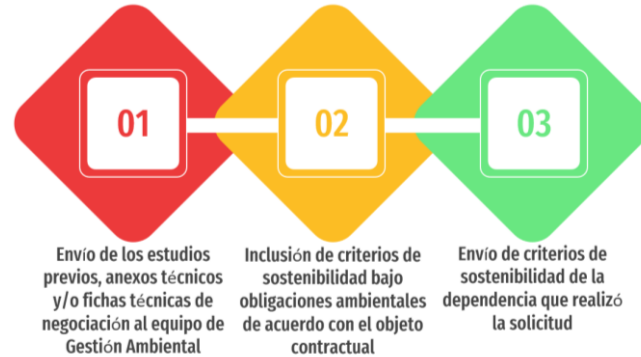 01
02
03
Envío de los estudios
previos, anexos técnicos
y/o fichas técnicas de
negociación al equipo de
Gestión Ambiental
Inclusión de criterios de
sostenibilidad bajo
obligaciones ambientales
de acuerdo con el objeto
contractual
Envío de criterios de
sostenibilidad de la
dependencia que realizó
la solicitud